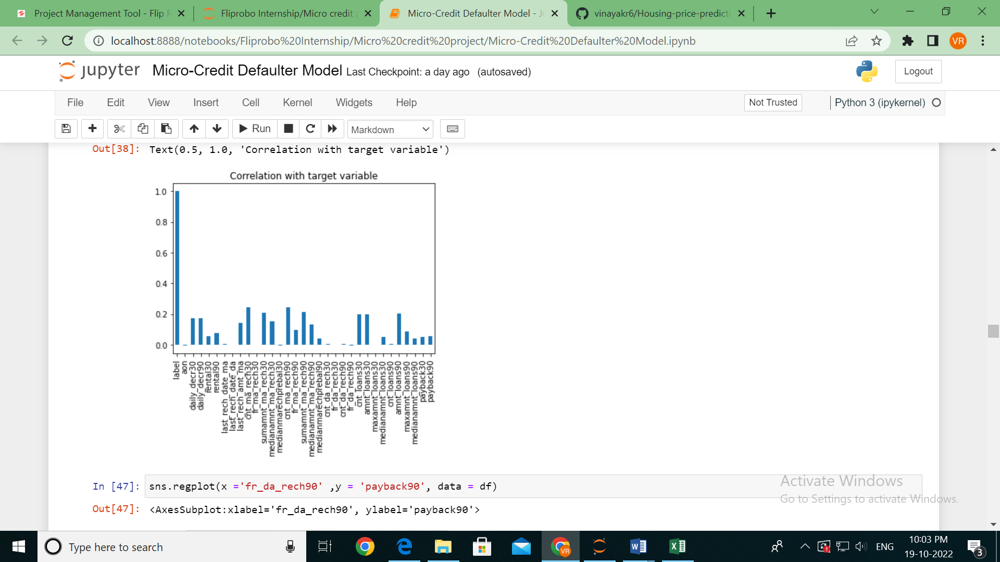 Project Management Tool - Flip R
Fliprobo Internship/Micro credit p
Micro-Credit Defaulter Model - Ju
vinayakr6/Housing-price-predicti
localhost:8888/notebooks/Fliprobo%20Internship/Micro%20credit%20project/Micro-Credit%20Defaulter%20Model.ipynb
VR
jupyter Micro-Credit Defaulter Model Last Checkpoint: a day ago (autosaved)
Logout
File Edit View Insert Cell Kernel Widgets Help
Not Trusted
Python 3 (ipykernel)
Run
Markdown
Out[38]: Text(0.5, 1.0, 'Correlation with target variable')
Correlation with target variable
1.0
0.8
0.6
0.4
0.2
0.0
label
aon
daily_decr30
daily_decr90
rental30
rental90
last_rech_date_ma
last_rech_date_da
last_rech_amt_ma
cnt_ma_rech30
fr_ma_rech30
sumamnt_ma_rech30
medianamnt_ma_rech30
medianmarechprebal30
cnt_ma_rech90
fr_ma_rech90
sumamnt_ma_rech90
medianamnt_ma_rech90
medianmarechprebal90
cnt_da_rech30
fr_da_rech30
cnt_da_rech90
fr_da_rech90
cnt_loans30
amnt_loans30
maxamnt_loans30
medianamnt_loans30
cnt_loans90
amnt_loans90
maxamnt_loans90
medianamnt_loans90
payback30
payback90
In [47]: sns.regplot(x ='fr_da_rech90' ,y = 'payback90', data = df)
Out[47]: <AxesSubplot:xlabel='fr_da_rech90', ylabel='payback90'>
Activate Windows
Go to Settings to activate Windows.
Type here to search
VR
ENG
10:03 PM
19-10-2022
3